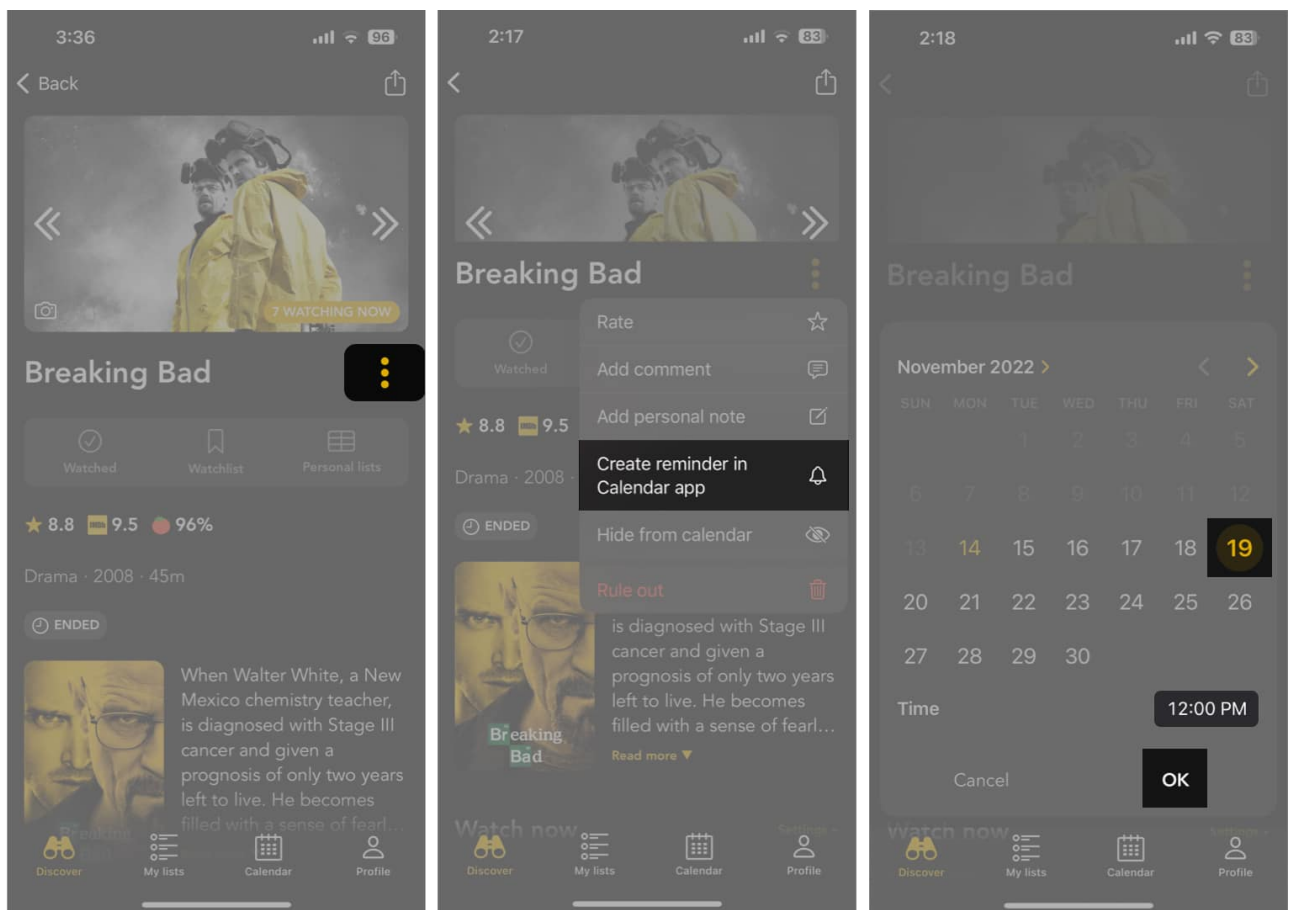 3:36
96
Back
7 WATCHING NOW
Breaking Bad
Watched
Watchlist
Personal lists
8.8
9.5
96%
Drama · 2008 · 45m
ENDED
When Walter White, a New
Mexico chemistry teacher,
is diagnosed with Stage III
cancer and given a
prognosis of only two years
left to live. He becomes
filled with a sense of fearl...
Breaking
Discover
My lists
Calendar
Profile
2:17
83
Breaking Bad
Watched
Rate
Add comment
Add personal note
Create reminder in
Calendar app
Hide from calendar
Rule out
8.8
9.5
Drama · 2008 ·
ENDED
is diagnosed with Stage III
cancer and given a
prognosis of only two years
left to live. He becomes
filled with a sense of fearl...
Read more
Breaking
Bad
Watch now
Settings
Discover
My lists
Calendar
Profile
2:18
83
Breaking Bad
November 2022
SUN MON TUE WED THU FRI SAT
1 2 3 4 5
6 7 8 9 10 11 12
13 14 15 16 17 18 19
20 21 22 23 24 25 26
27 28 29 30
Time 12:00 PM
Cancel OK
Watch now
Settings
Discover
My lists
Calendar
Profile